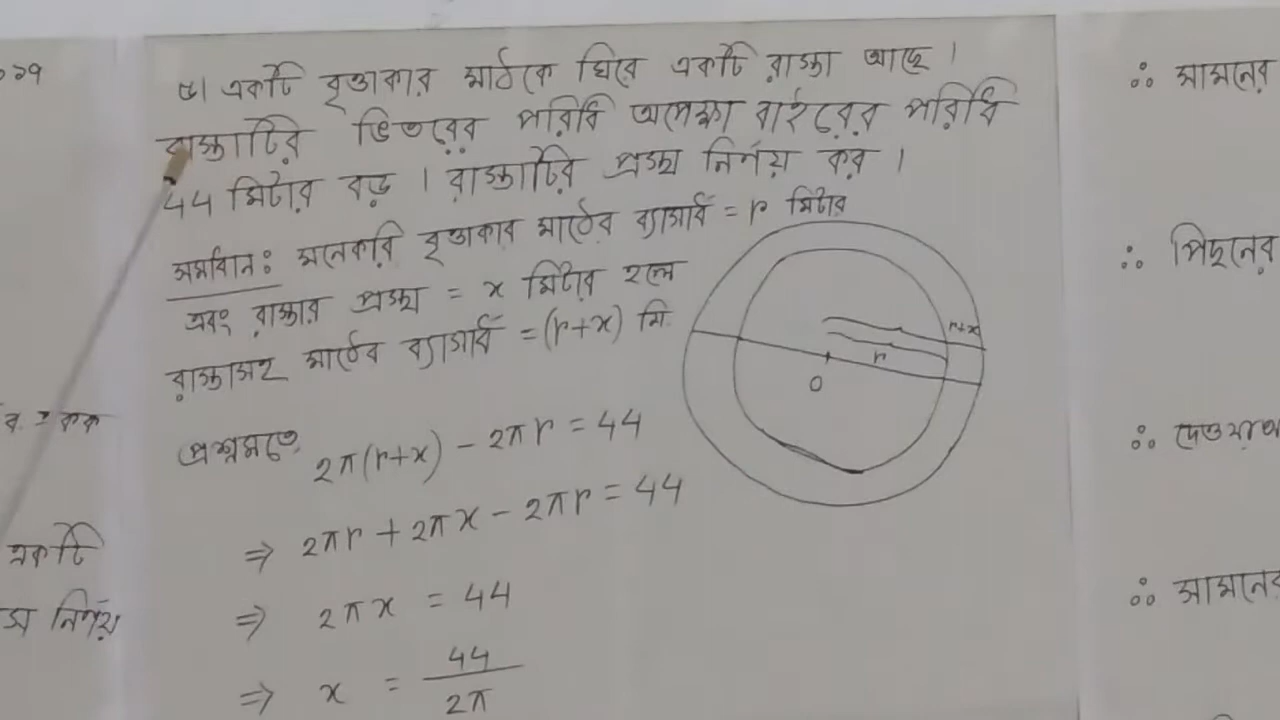 ৫। একটি বৃত্তাকার মাঠকে ঘিরে একটি রাস্তা আছে।
রাস্তাটির ভিতরের পরিধি অপেক্ষা বাইরের পরিধি
44 মিটার বড়। রাস্তাটির প্রস্থ নির্ণয় কর।
সমাধান: মনেকরি বৃত্তাকার মাঠের ব্যাসার্ধ = r মিটার
এবং রাস্তার প্রস্থ = x মিটার হলে
রাস্তাসহ মাঠের ব্যাসার্ধ = (r+x) মি.
r+x
r
O
প্রশ্নমতে, 2π(r+x) - 2πr = 44
⇒ 2πr + 2πx - 2πr = 44
⇒ 2πx = 44
⇒ x = 44/2π
একটি
নির্ণয়
∴ সামনের
∴ পিছনের
∴ দেওয়া
∴ সামনের